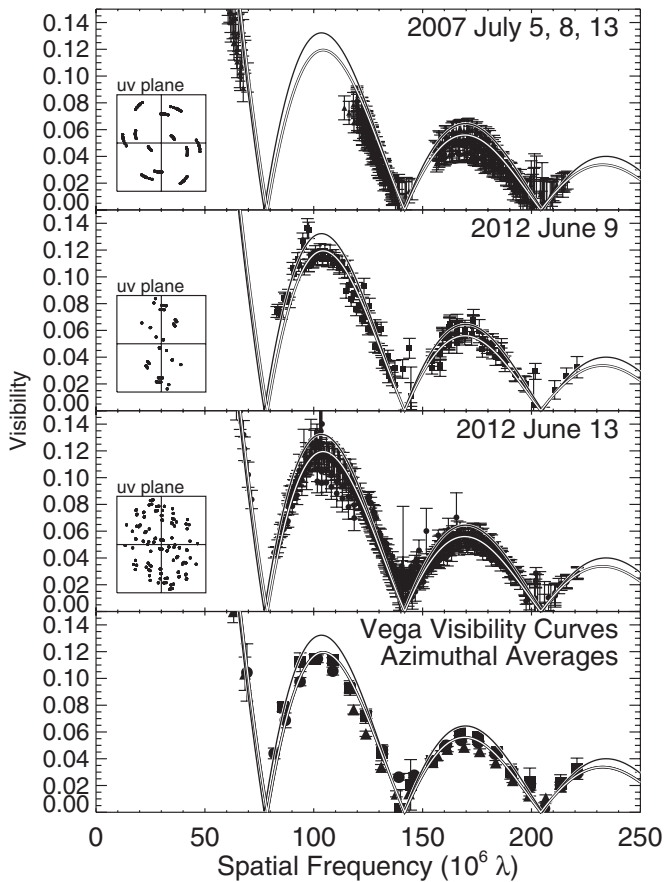 2007 July 5, 8, 13
0.14
0.12
0.10
0.08
0.06
0.04
0.02
0.00
uv plane
2012 June 9
0.14
0.12
0.10
0.08
0.06
0.04
0.02
0.00
uv plane
Visibility
2012 June 13
0.14
0.12
0.10
0.08
0.06
0.04
0.02
0.00
uv plane
Vega Visibility Curves
Azimuthal Averages
0.14
0.12
0.10
0.08
0.06
0.04
0.02
0.00
0 50 100 150 200 250
Spatial Frequency (10⁶ λ)